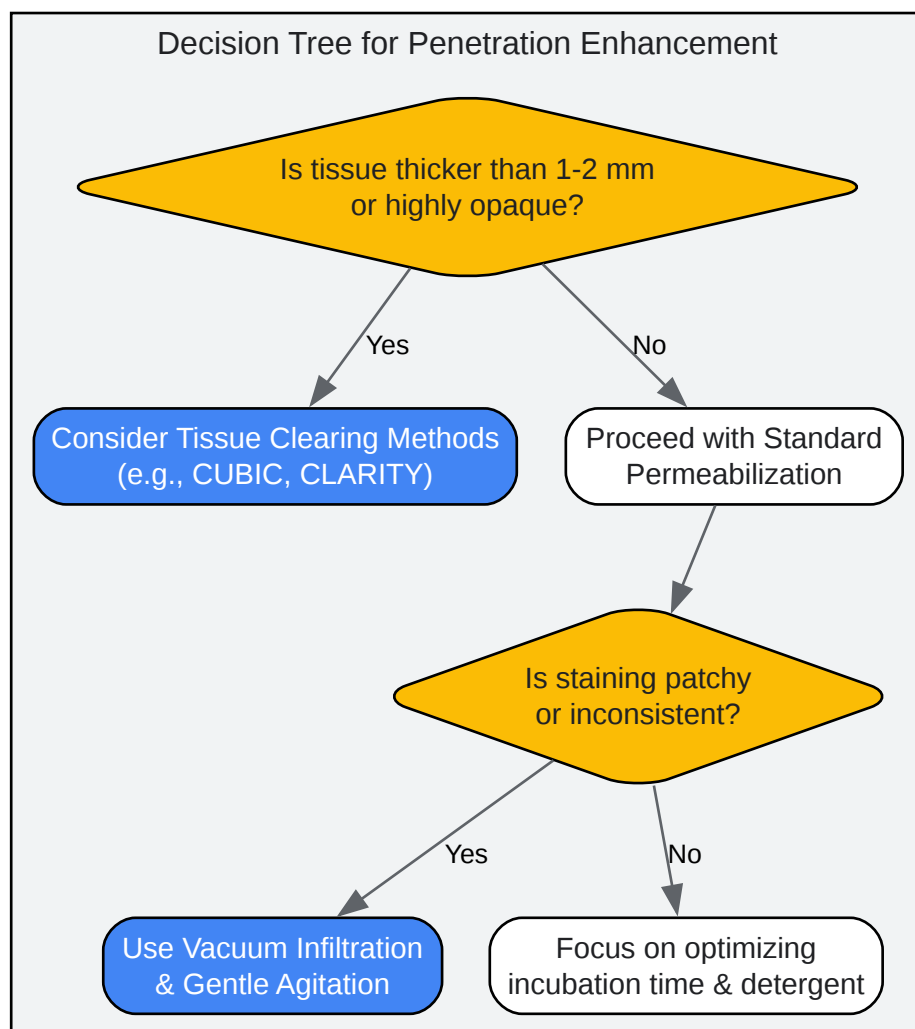 Decision Tree for Penetration Enhancement
Is tissue thicker than 1-2 mm
or highly opaque?
Yes
No
Consider Tissue Clearing Methods
(e.g., CUBIC, CLARITY)
Proceed with Standard
Permeabilization
Is staining patchy
or inconsistent?
Yes
No
Use Vacuum Infiltration
& Gentle Agitation
Focus on optimizing
incubation time & detergent